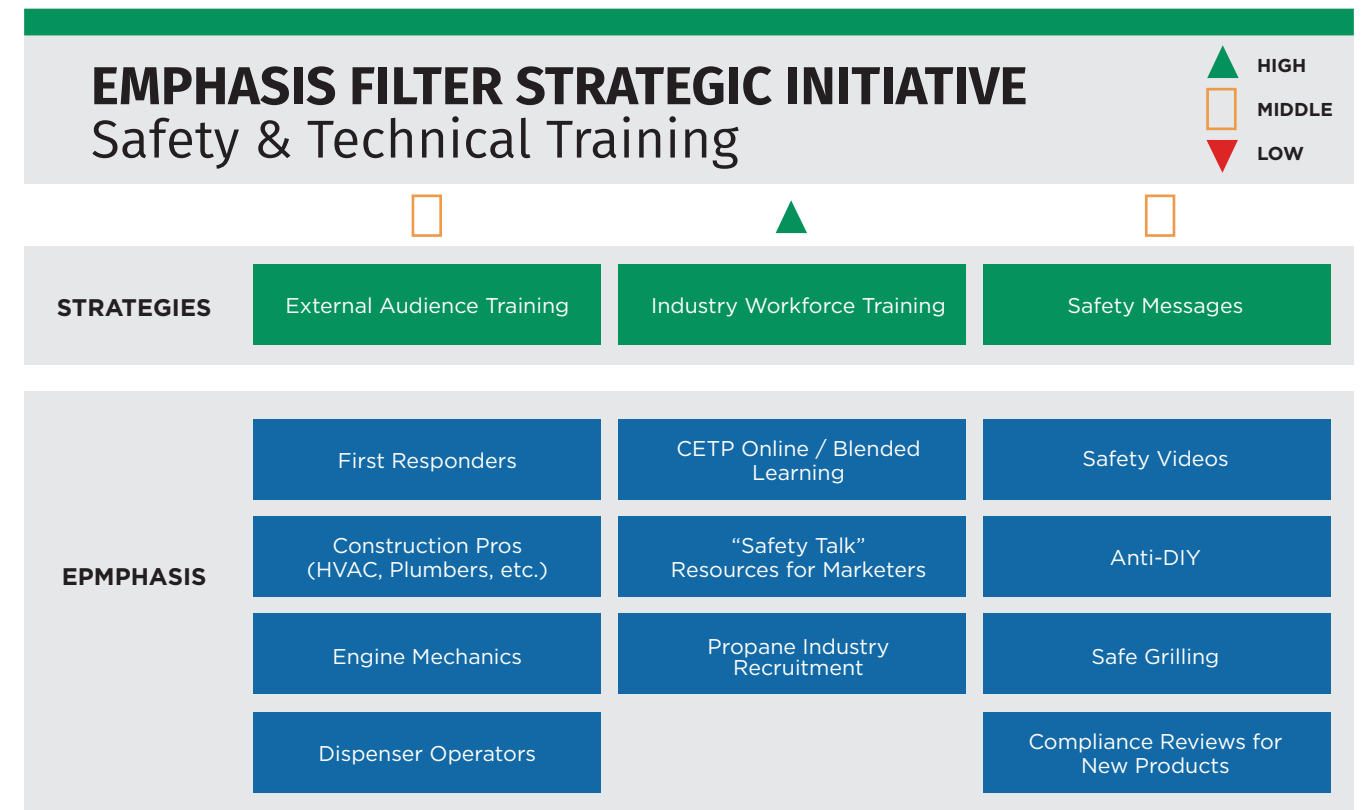 EMPHASIS FILTER STRATEGIC INITIATIVE
Safety & Technical Training
HIGH
MIDDLE
LOW
STRATEGIES
External Audience Training
Industry Workforce Training
Safety Messages
EPMPHASIS
First Responders
CETP Online / Blended
Learning
Safety Videos
Construction Pros
(HVAC, Plumbers, etc.)
“Safety Talk”
Resources for Marketers
Anti-DIY
Engine Mechanics
Propane Industry
Recruitment
Safe Grilling
Dispenser Operators
Compliance Reviews for
New Products